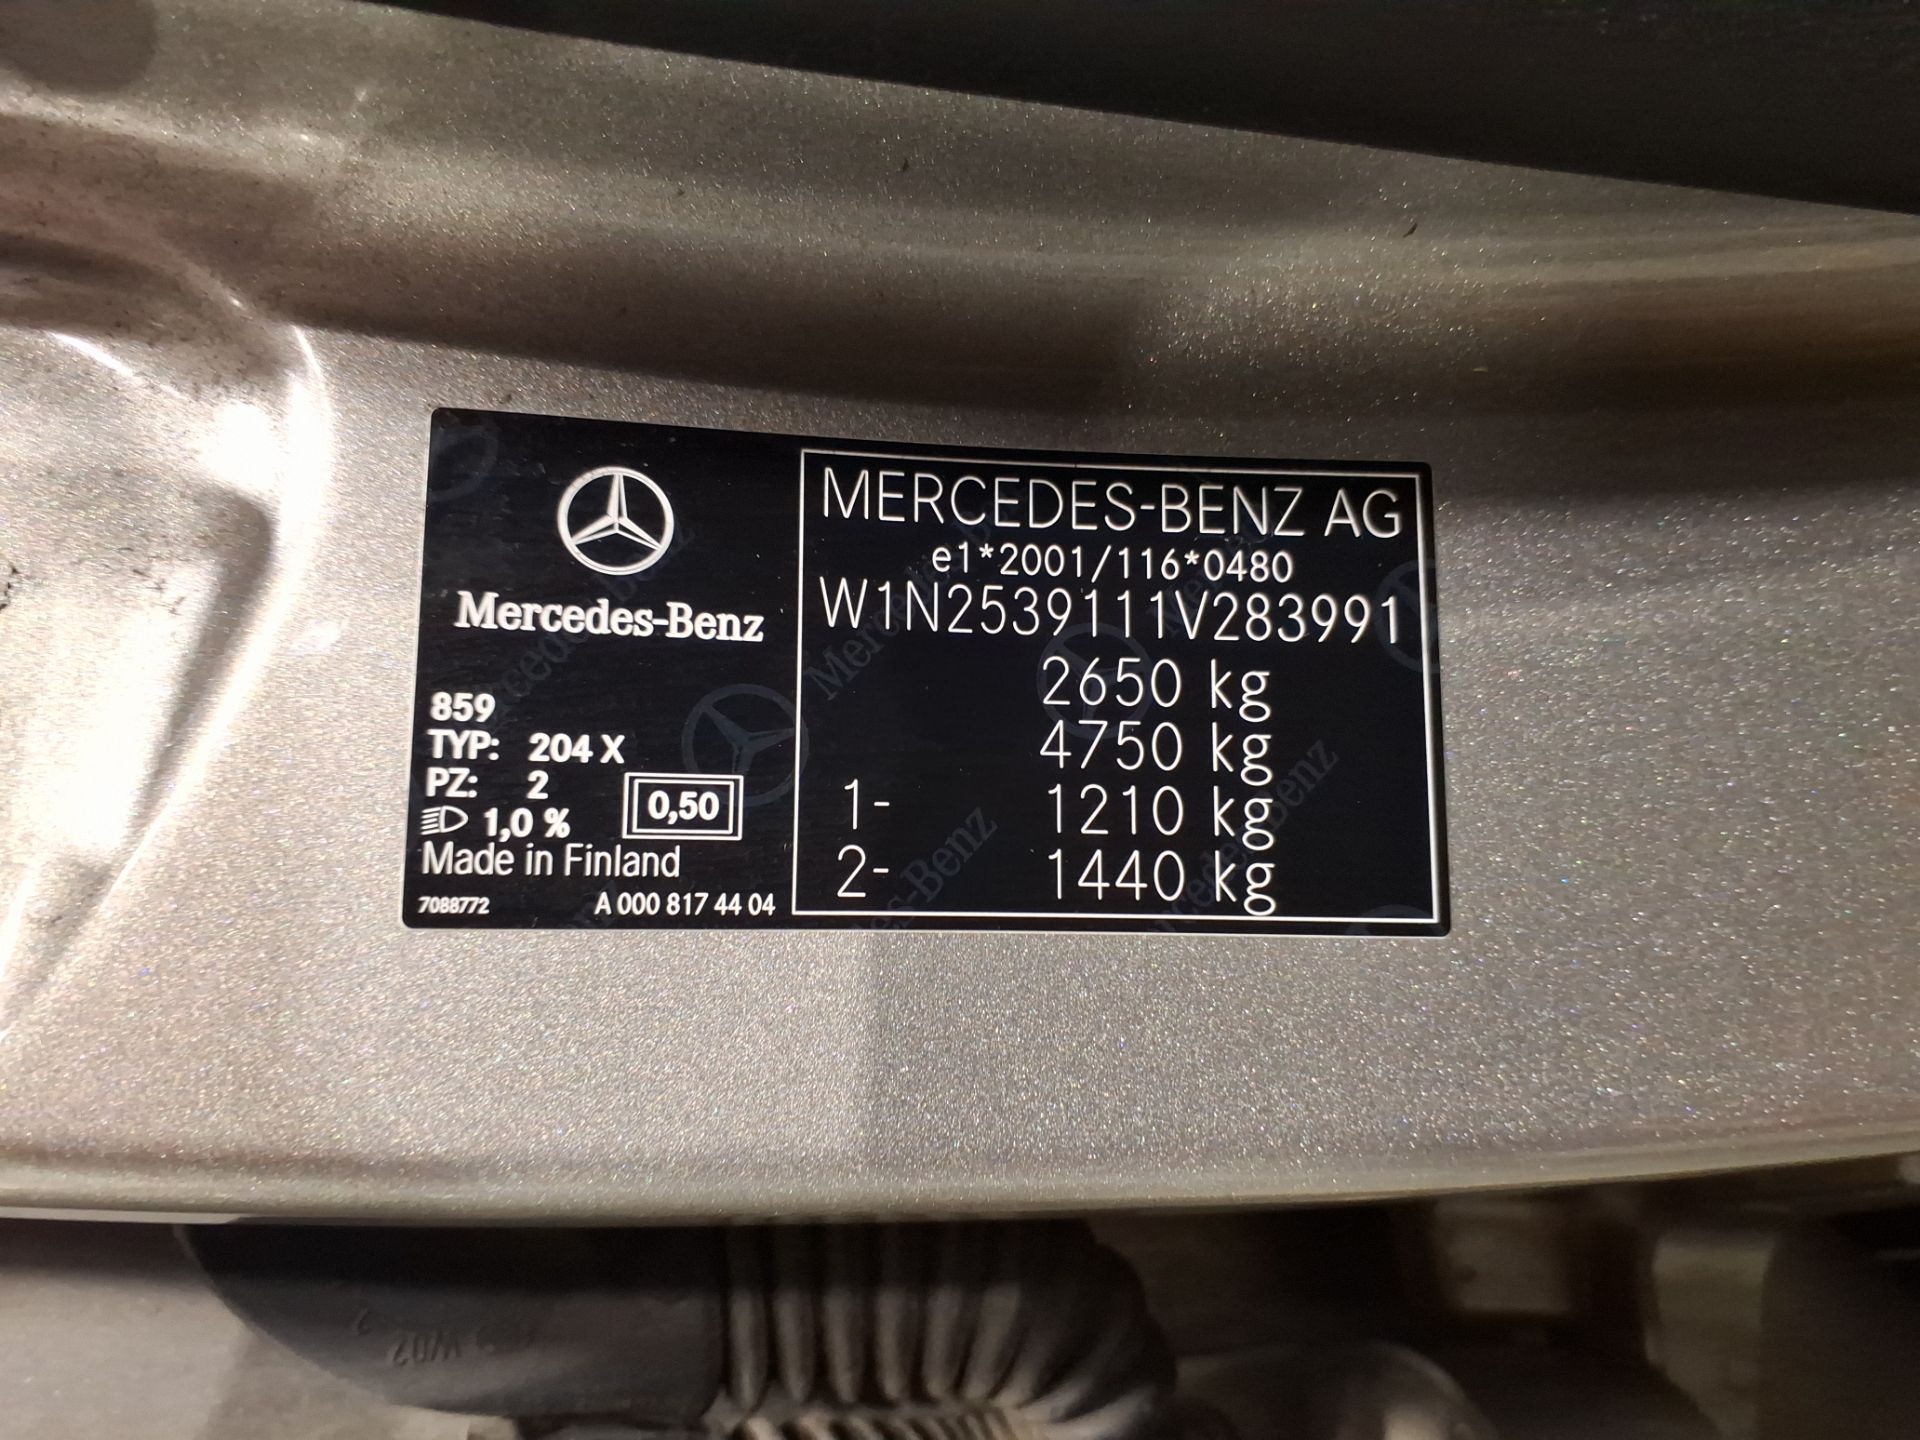 Mercedes-Benz
859
TYP: 204 X
PZ: 2
1,0 %
0,50
Made in Finland
7088772 A 000 817 44 04
MERCEDES-BENZ AG
e1*2001/116*0480
W1N2539111V283991
2650 kg
4750 kg
1- 1210 kg
2- 1440 kg